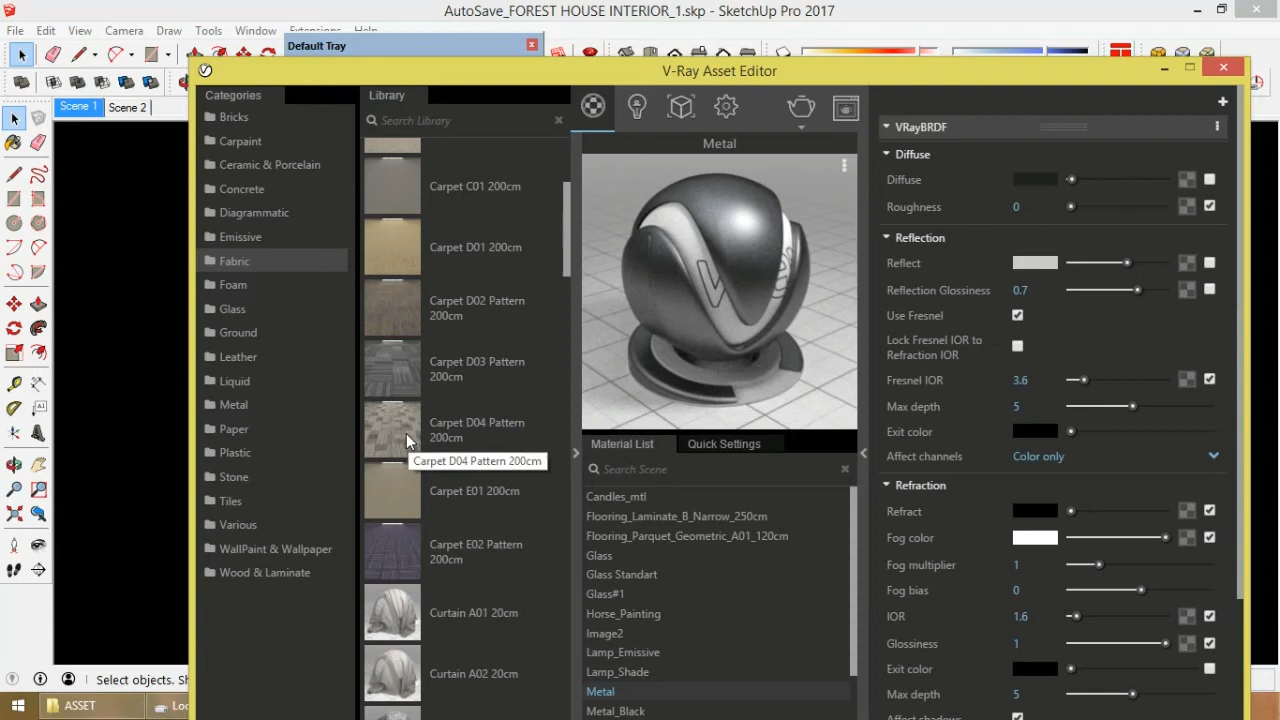 AutoSave_FOREST HOUSE INTERIOR_1.skp - SketchUp Pro 2017
File Edit View Camera Draw Tools Window Extensions Help
Default Tray
V-Ray Asset Editor
Scene 1 Scene 2
Categories
Bricks
Carpaint
Ceramic & Porcelain
Concrete
Diagrammatic
Emissive
Fabric
Foam
Glass
Ground
Leather
Liquid
Metal
Paper
Plastic
Stone
Tiles
Various
WallPaint & Wallpaper
Wood & Laminate
Library
Search Library
Carpet C01 200cm
Carpet D01 200cm
Carpet D02 Pattern
200cm
Carpet D03 Pattern
200cm
Carpet D04 Pattern
200cm
Carpet D04 Pattern 200cm
Carpet E01 200cm
Carpet E02 Pattern
200cm
Curtain A01 20cm
Curtain A02 20cm
Metal
Material List Quick Settings
Search Scene
Candles_mtl
Flooring_Laminate_B_Narrow_250cm
Flooring_Parquet_Geometric_A01_120cm
Glass
Glass Standart
Glass#1
Horse_Painting
Image2
Lamp_Emissive
Lamp_Shade
Metal
Metal_Black
VRayBRDF
Diffuse
Diffuse
Roughness 0
Reflection
Reflect
Reflection Glossiness 0.7
Use Fresnel
Lock Fresnel IOR to
Refraction IOR
Fresnel IOR 3.6
Max depth 5
Exit color
Affect channels Color only
Refraction
Refract
Fog color
Fog multiplier 1
Fog bias 0
IOR 1.6
Glossiness 1
Exit color
Max depth 5
Affect shadows
Select objects. Sh
ASSET
Loc